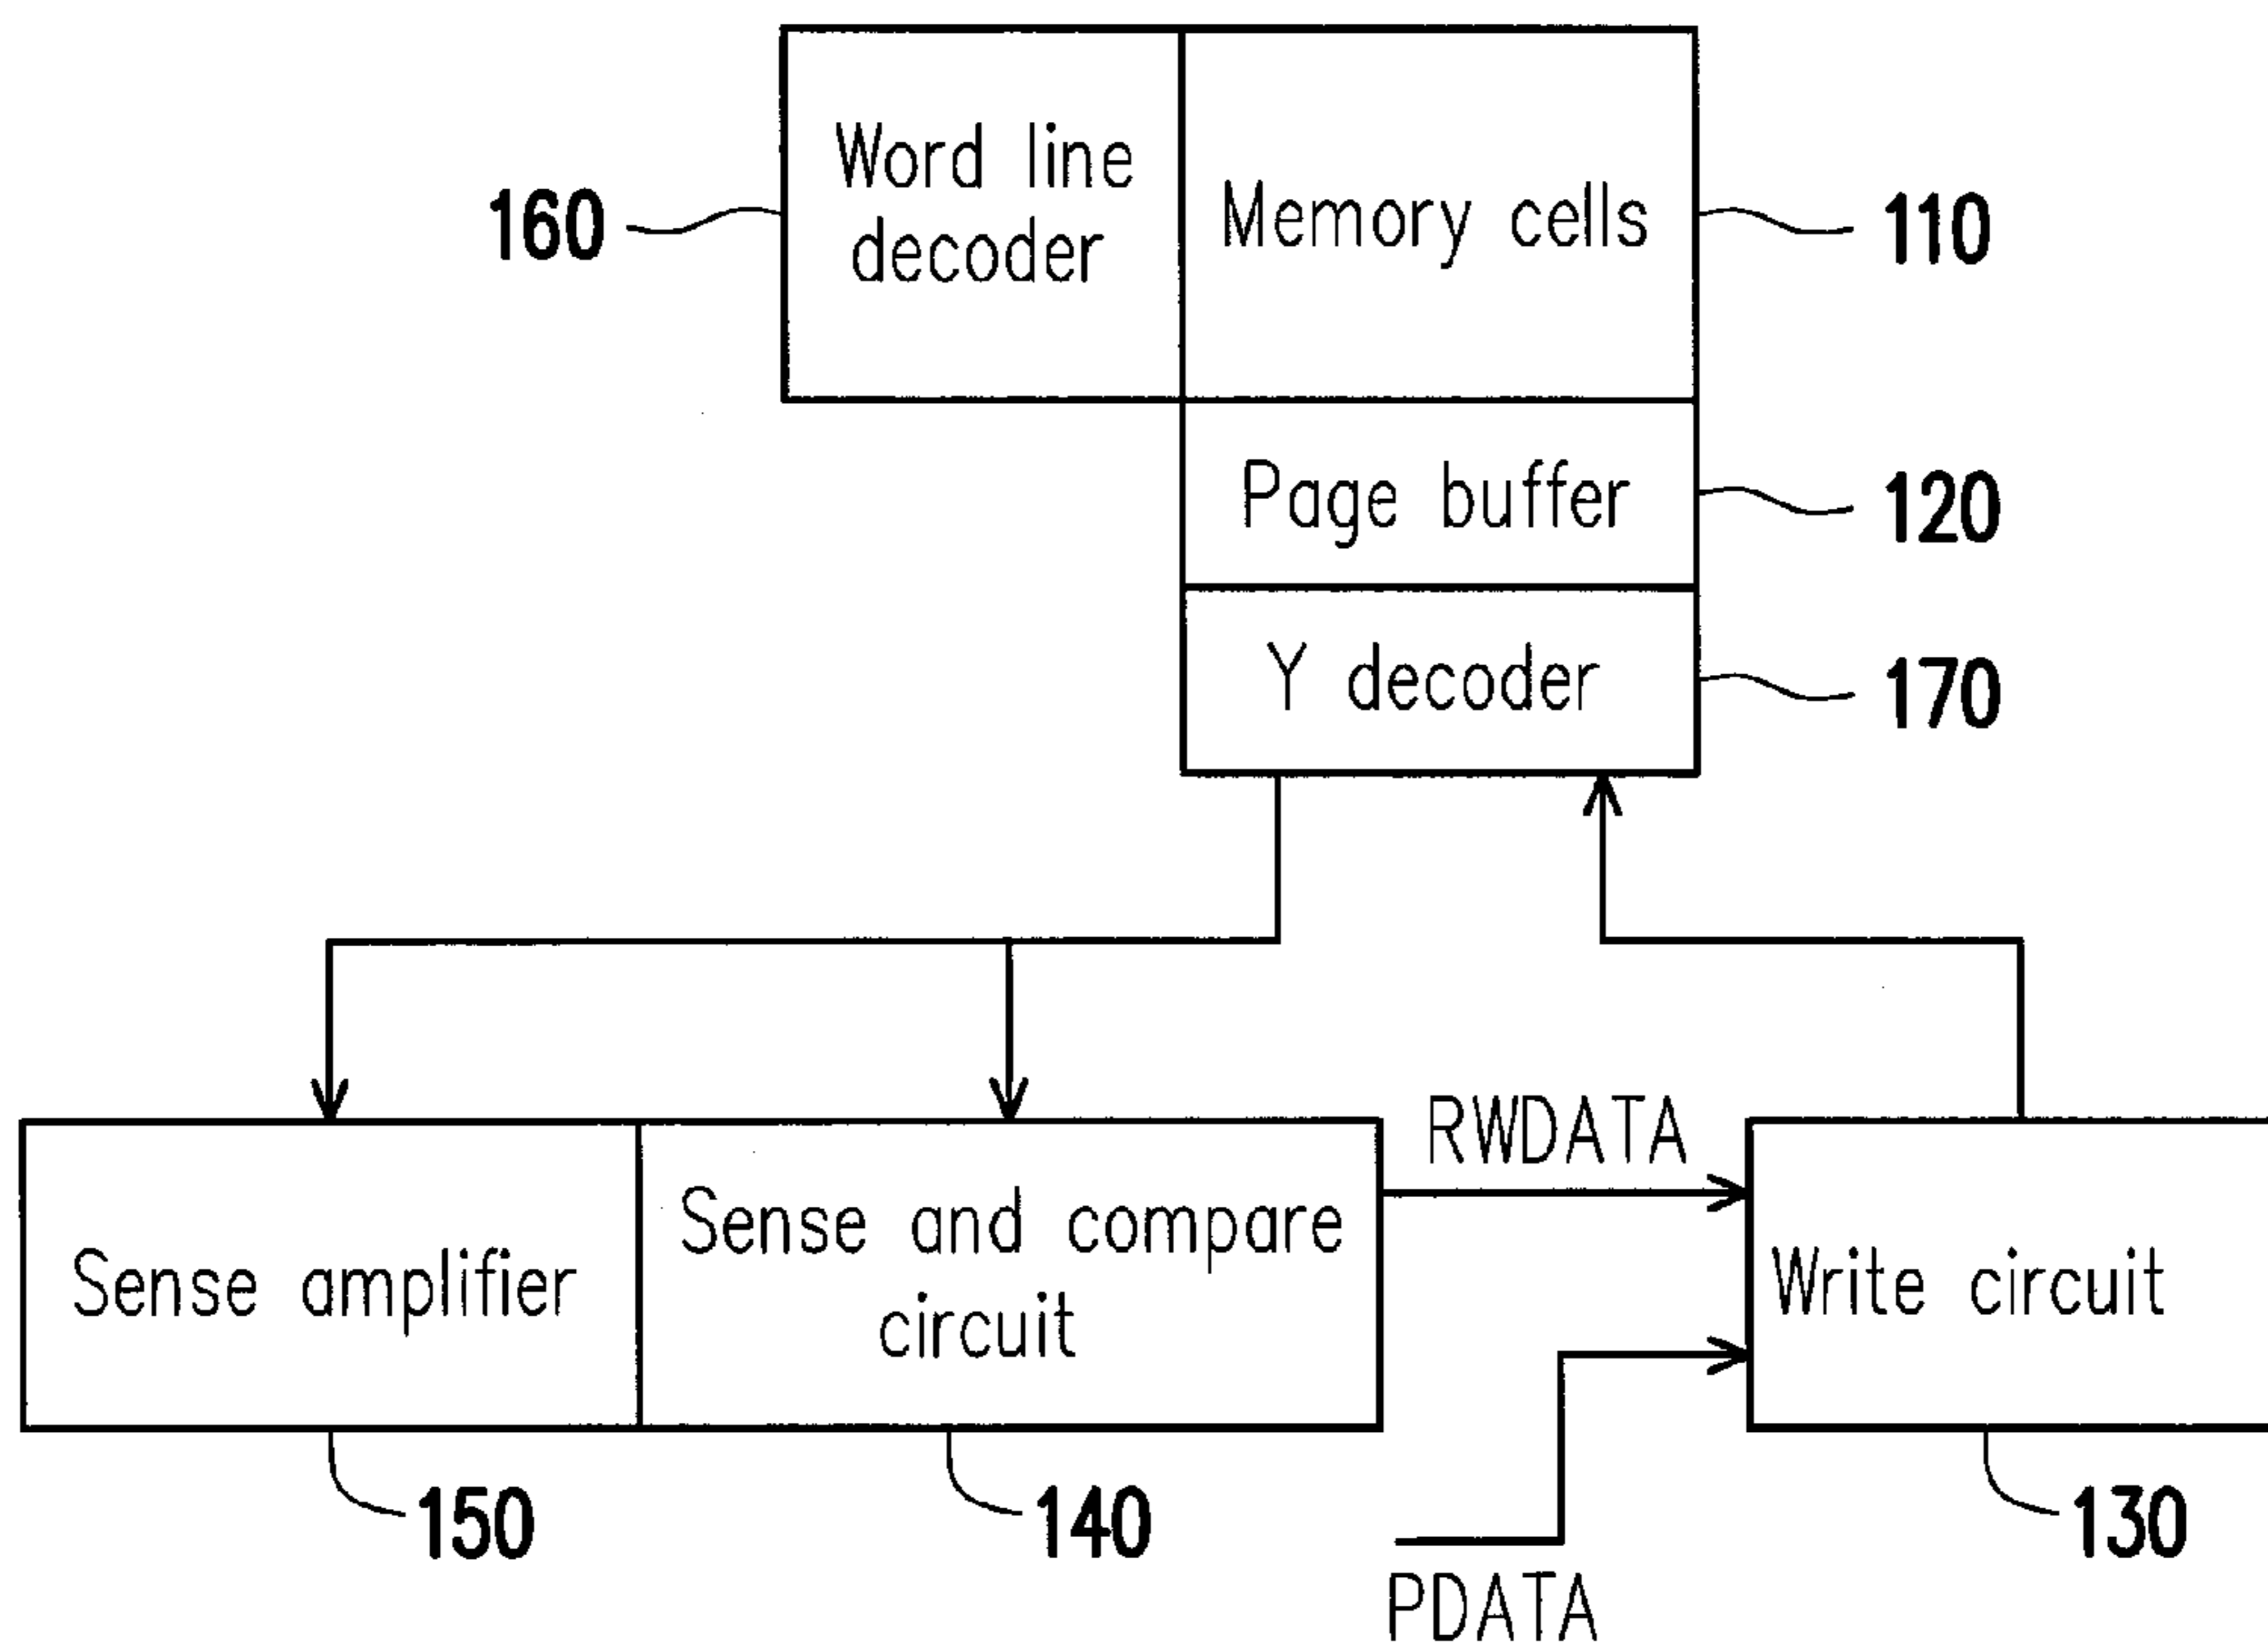 Word line
decoder
160
Memory cells
110
Page buffer
120
Y decoder
170
RWDATA
Sense amplifier
Sense and compare
circuit
Write circuit
150
140
130
PDATA